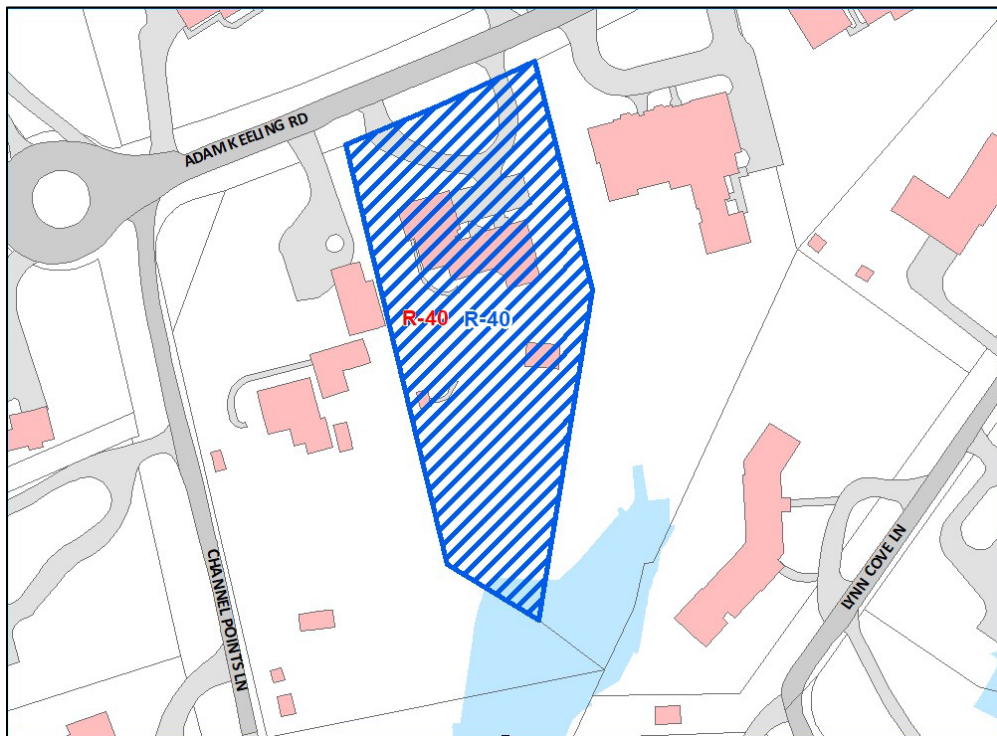 ADAM KEELING RD
R-40 R-40
LYNN COVE LN
CHANNEL POINTS LN